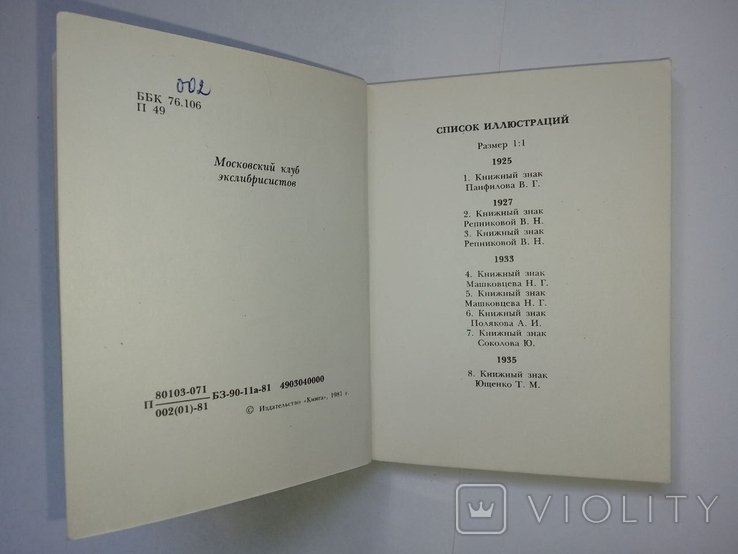 002
ББК 76.106
П 49
Московский клуб
экслибрисистов
П 80103-071 БЗ-90-11а-81 4903040000
002(01)-81
© Издательство «Книга», 1981 г.
СПИСОК ИЛЛЮСТРАЦИЙ
Размер 1:1
1925
1. Книжный знак
Панфилова В. Г.
1927
2. Книжный знак
Репниковой В. Н.
3. Книжный знак
Репниковой В. Н.
1933
4. Книжный знак
Машковцева Н. Г.
5. Книжный знак
Машковцева Н. Г.
6. Книжный знак
Полякова А. И.
7. Книжный знак
Соколова Ю.
1935
8. Книжный знак
Ющенко Т. М.
VIOLITY